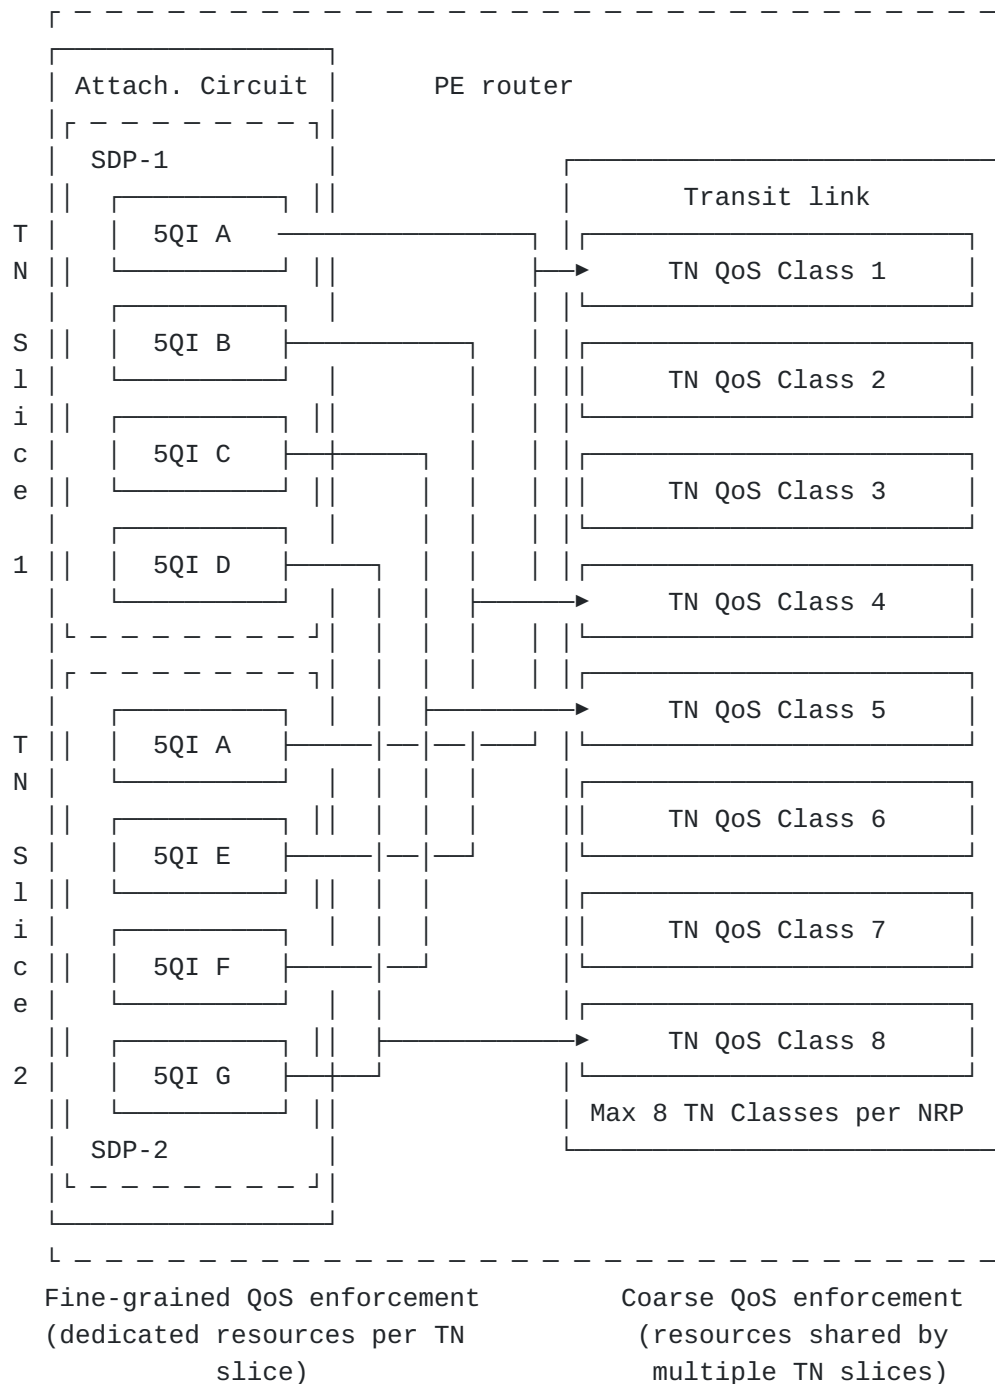 Attach. Circuit PE router
SDP-1
Transit link
5QI A
TN QoS Class 1
5QI B
TN QoS Class 2
5QI C
TN QoS Class 3
5QI D
TN QoS Class 4
TN Slice 1
TN QoS Class 5
5QI A
TN QoS Class 6
5QI E
TN QoS Class 7
5QI F
TN QoS Class 8
5QI G
TN Slice 2
Max 8 TN Classes per NRP
SDP-2
Fine-grained QoS enforcement
(dedicated resources per TN
slice)
Coarse QoS enforcement
(resources shared by
multiple TN slices)